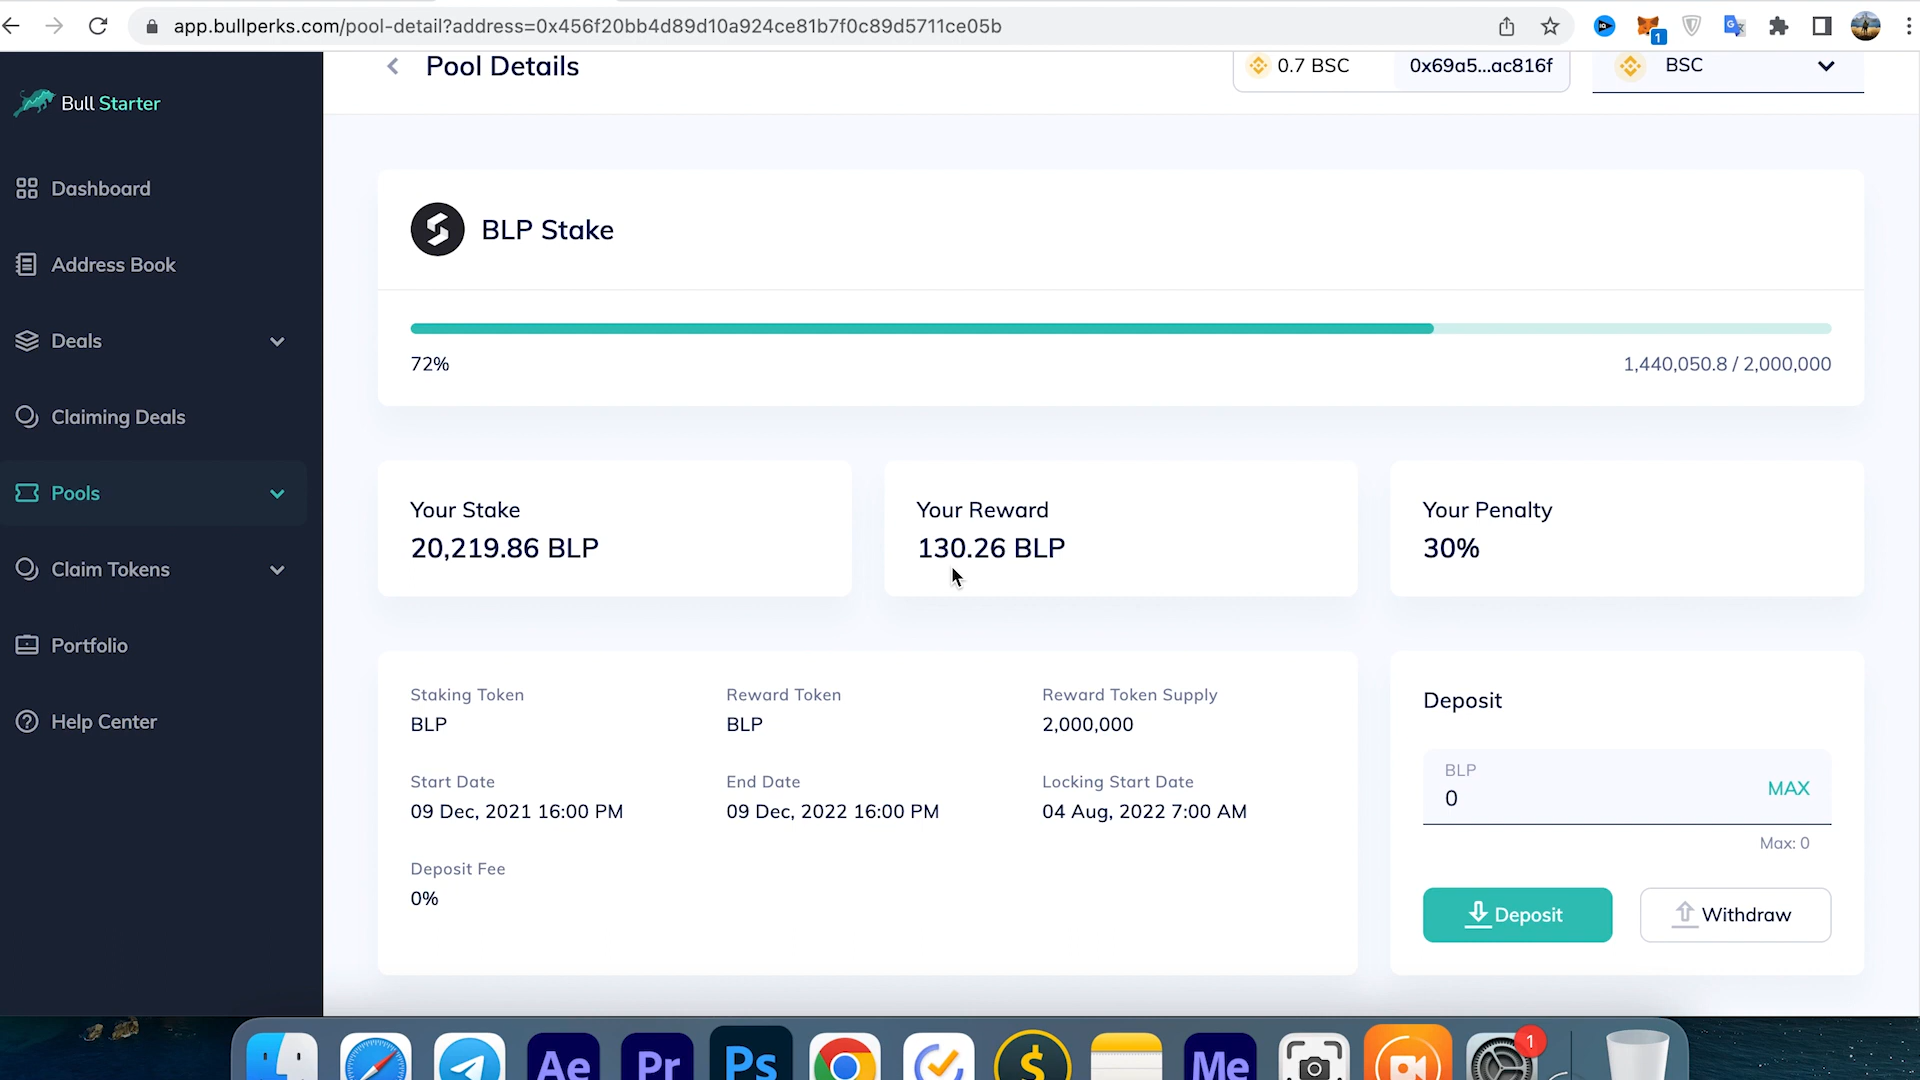 app.bullperks.com/pool-detail?address=0x456f20bb4d89d10a924ce81b7f0c89d5711ce05b
1
Pool Details
0.7 BSC
0x69a5...ac816f
BSC
Bull Starter
Dashboard
Address Book
Deals
Claiming Deals
Pools
Claim Tokens
Portfolio
Help Center
BLP Stake
72%
1,440,050.8 / 2,000,000
Your Stake
20,219.86 BLP
Your Reward
130.26 BLP
Your Penalty
30%
Staking Token
BLP
Reward Token
BLP
Reward Token Supply
2,000,000
Start Date
09 Dec, 2021 16:00 PM
End Date
09 Dec, 2022 16:00 PM
Locking Start Date
04 Aug, 2022 7:00 AM
Deposit Fee
0%
Deposit
BLP
0
MAX
Max: 0
Deposit
Withdraw
Ae
Pr
Ps
$
Me
1